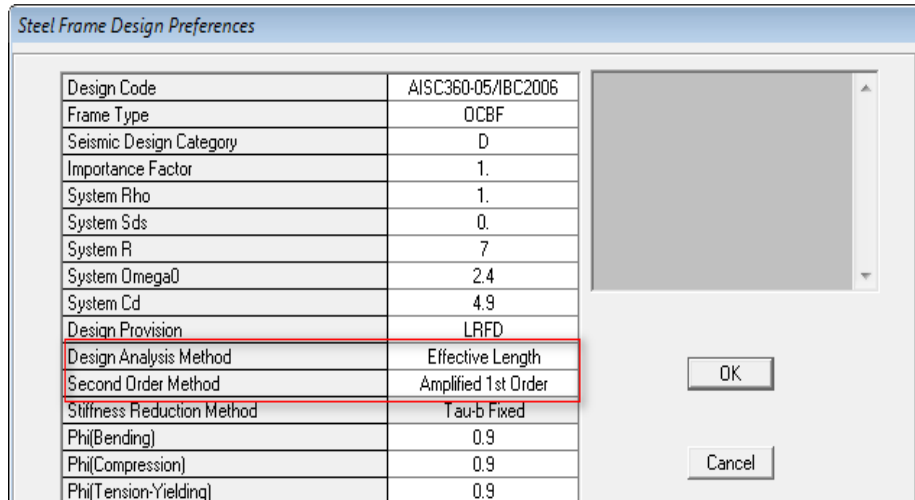 Steel Frame Design Preferences
Design Code AISC360-05/IBC2006
Frame Type OCBF
Seismic Design Category D
Importance Factor 1.
System Rho 1.
System Sds 0.
System R 7
System Omega0 2.4
System Cd 4.9
Design Provision LRFD
Design Analysis Method Effective Length
Second Order Method Amplified 1st Order
Stiffness Reduction Method Tau-b Fixed
Phi(Bending) 0.9
Phi(Compression) 0.9
Phi(Tension-Yielding) 0.9
OK
Cancel